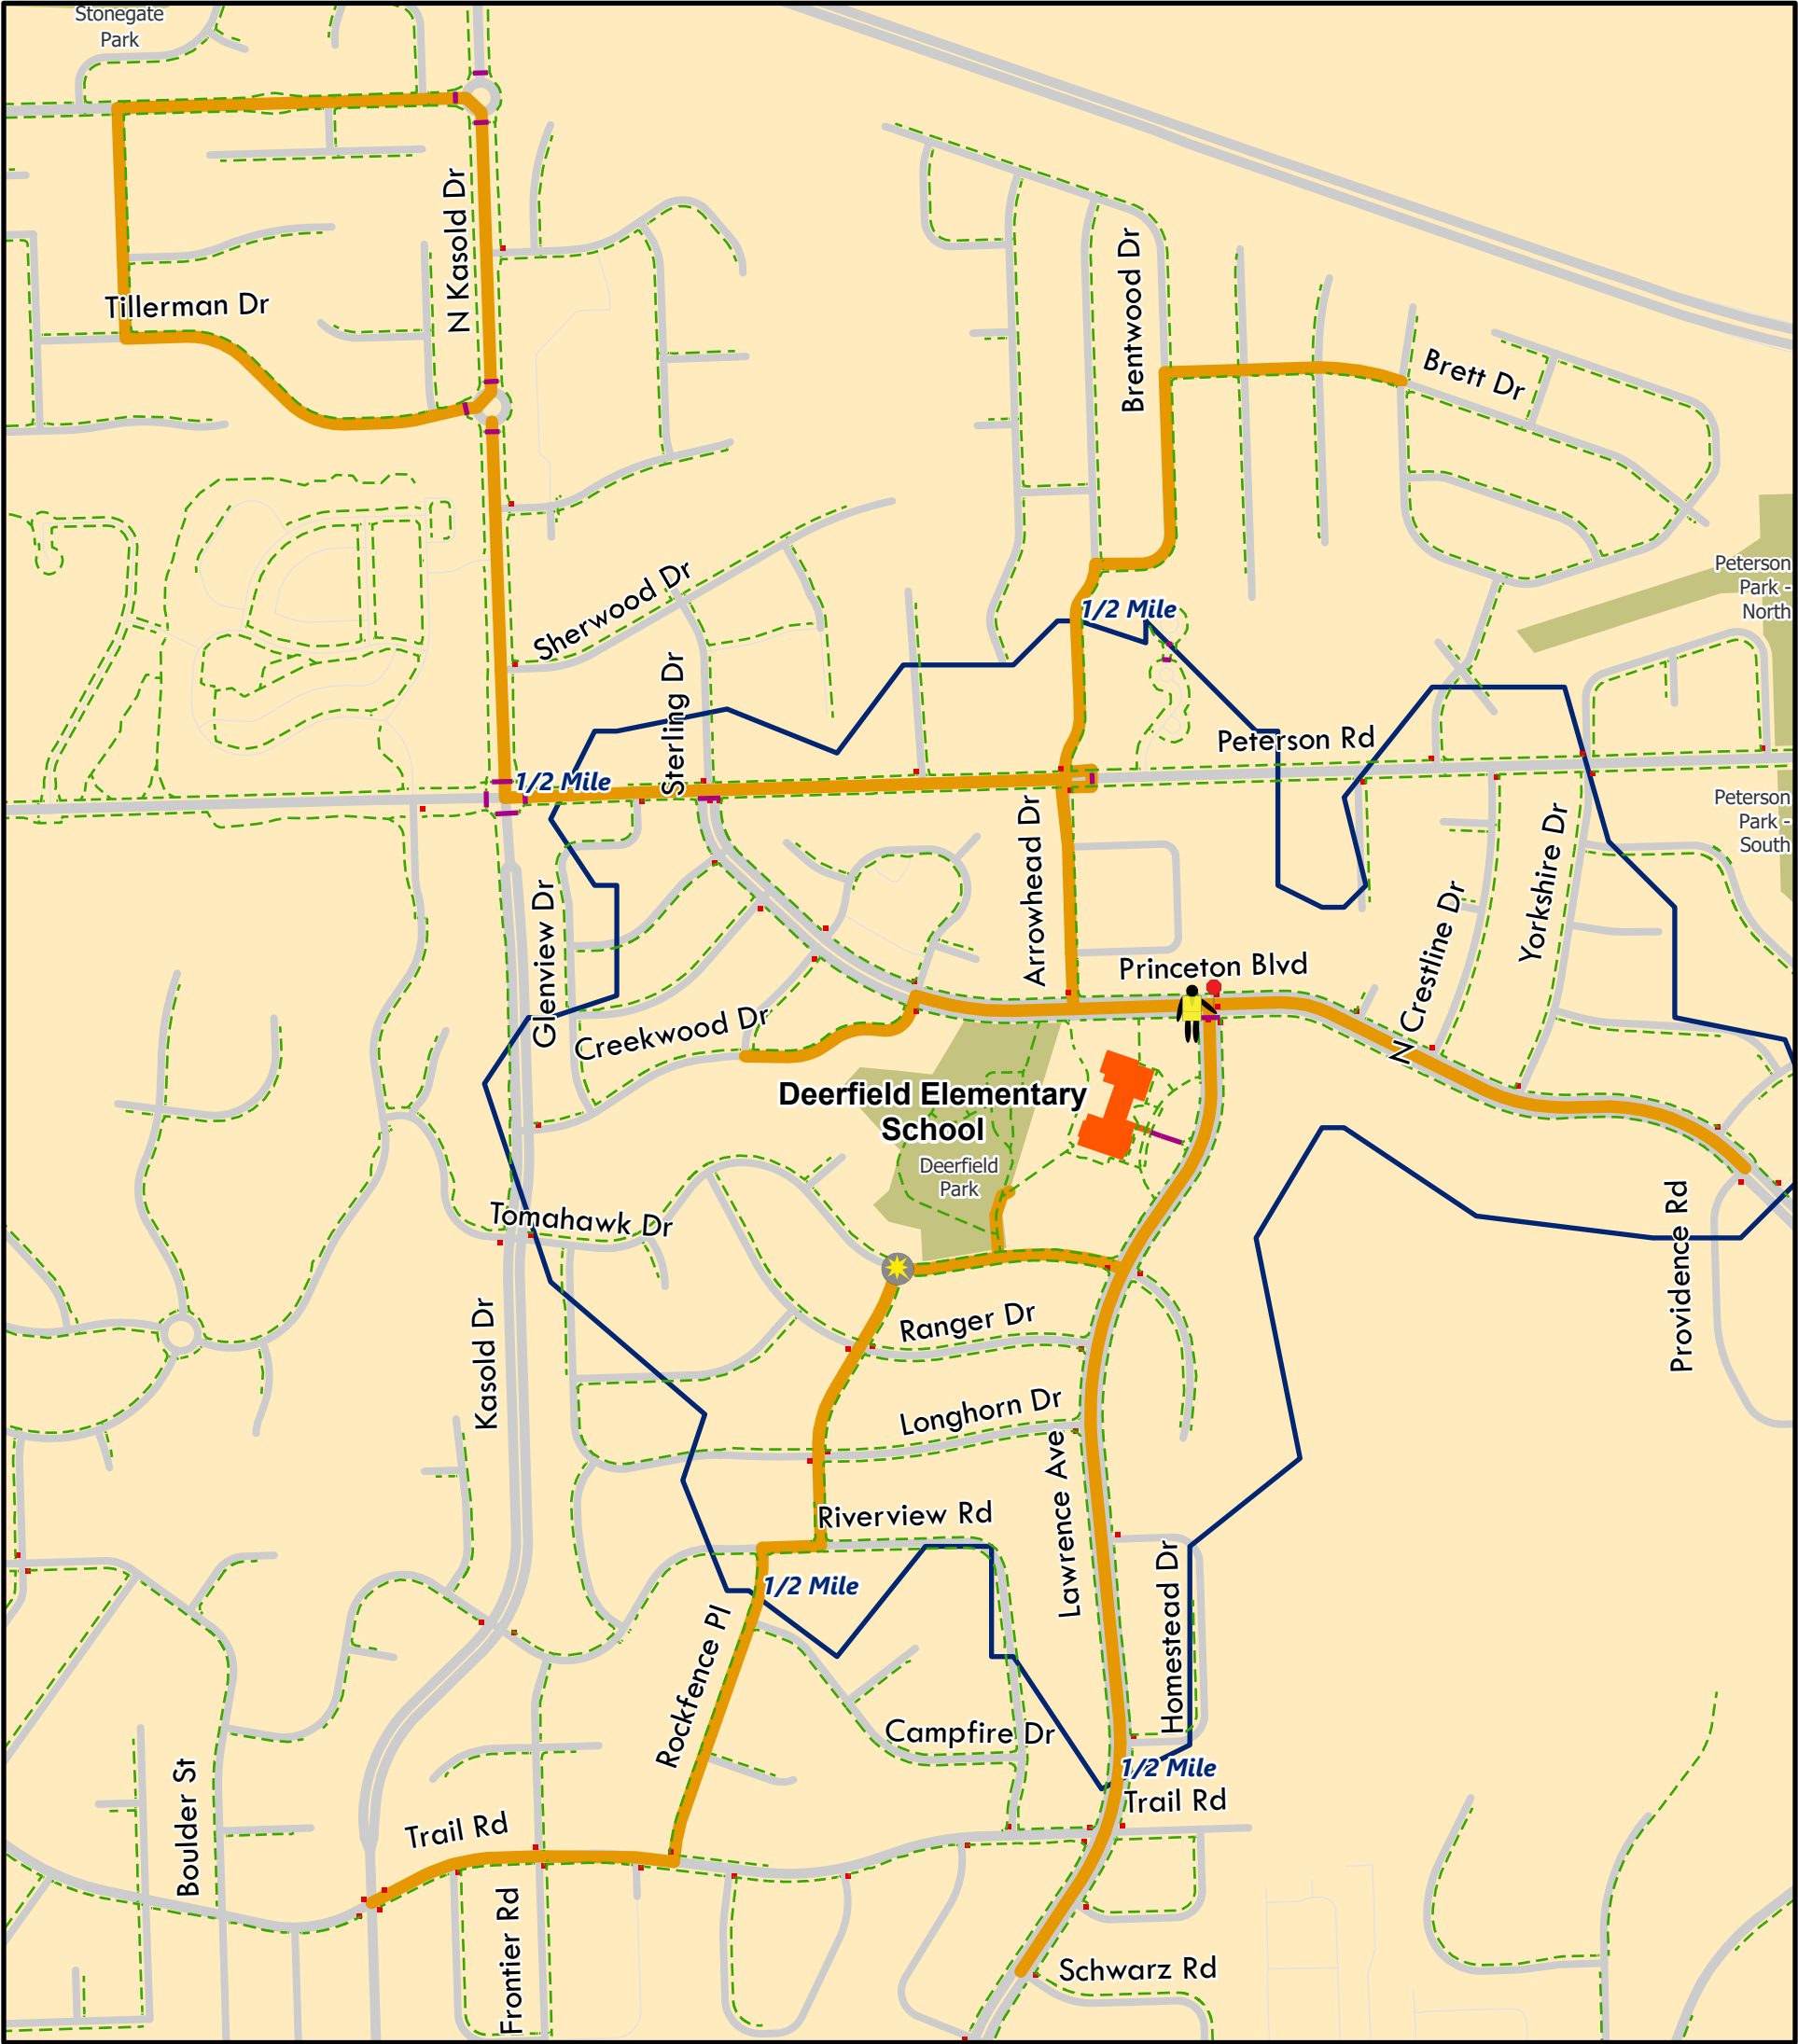 Stonegate
Park
N Kasold Dr
Tillerman Dr
Brentwood Dr
Brett Dr
Peterson
Park -
North
Sherwood Dr
1/2 Mile
Sterling Dr
Peterson Rd
1/2 Mile
Peterson
Park -
South
Arrowhead Dr
Yorkshire Dr
Glenview Dr
N Crestline Dr
Princeton Blvd
Creekwood Dr
Deerfield Elementary
School
Deerfield
Park
Tomahawk Dr
Providence Rd
Ranger Dr
Kasold Dr
Longhorn Dr
Lawrence Ave
Riverview Rd
Homestead Dr
1/2 Mile
Rockfence Pl
Campfire Dr
1/2 Mile
Trail Rd
Boulder St
Trail Rd
Frontier Rd
Schwarz Rd